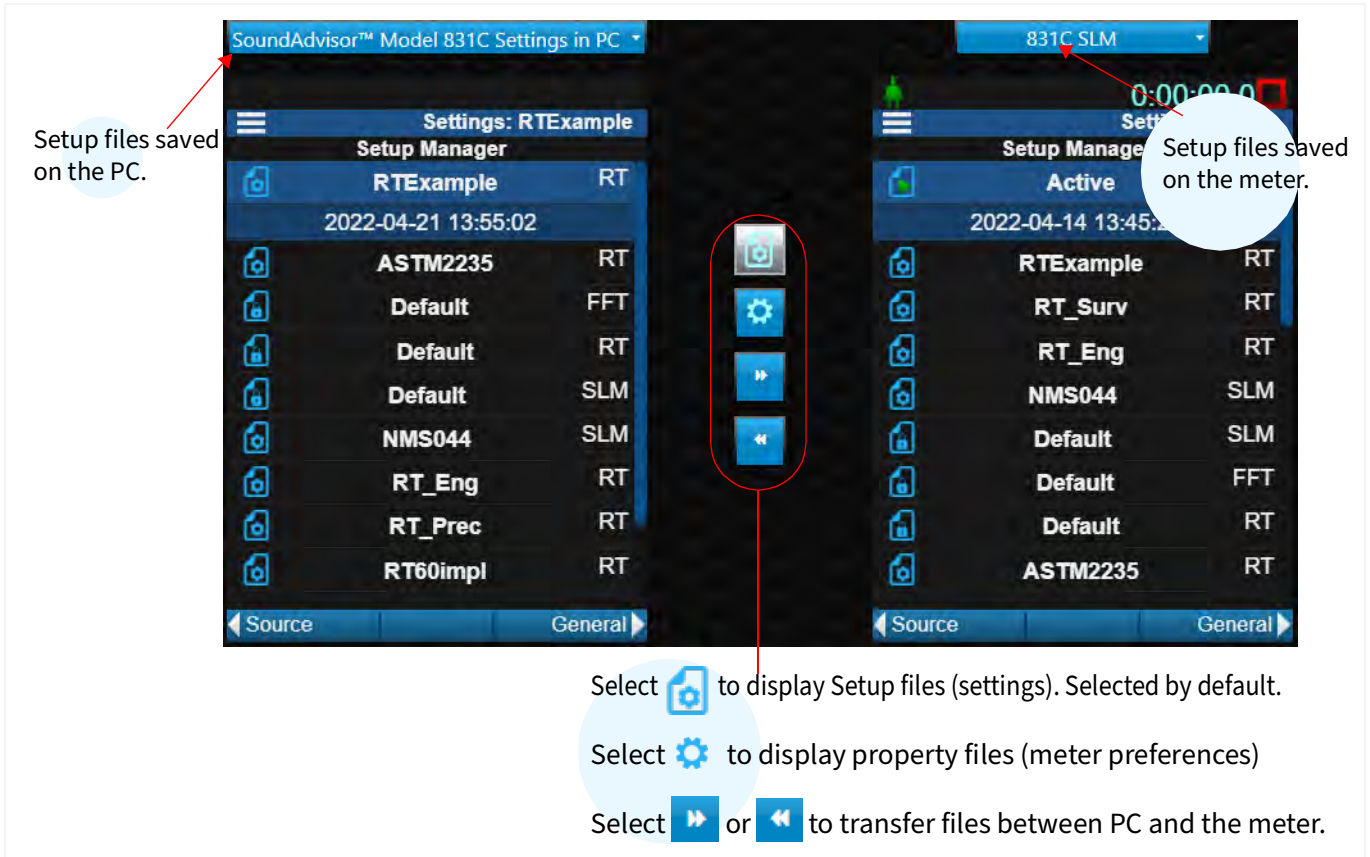 SoundAdvisor™ Model 831C Settings in PC
831C SLM
Setup files saved
on the PC.
Settings: RTExample
Setup Manager
RTExample RT
2022-04-21 13:55:02
ASTM2235 RT
Default FFT
Default RT
Default SLM
NMS044 SLM
RT_Eng RT
RT_Prec RT
RT60impl RT
Source General
Setup files saved
on the meter.
Active
2022-04-14
RTExample RT
RT_Surv RT
RT_Eng RT
NMS044 SLM
Default SLM
Default FFT
Default RT
ASTM2235 RT
Source General
Select to display Setup files (settings). Selected by default.
Select to display property files (meter preferences)
Select or to transfer files between PC and the meter.